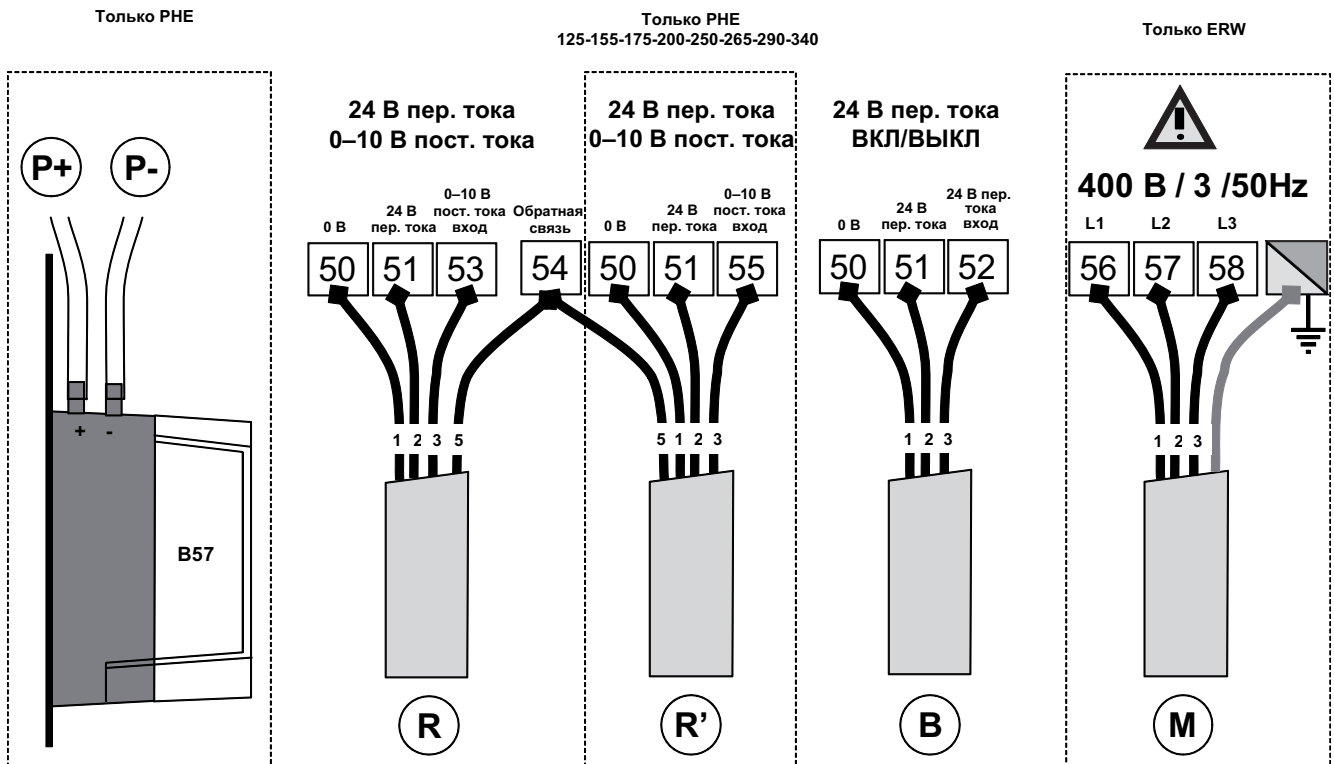 Только PHE
Только PHE
125-155-175-200-250-265-290-340
Только ERW
P+ P-
+ -
B57
24 В пер. тока
0–10 В пост. тока
0 В
24 В
пер. тока
0–10 В
пост. тока
вход
Обратная
связь
50 51 53 54
1 2 3 5
R
24 В пер. тока
0–10 В пост. тока
0 В
24 В
пер. тока
0–10 В
пост. тока
вход
50 51 55
5 1 2 3
R’
24 В пер. тока
ВКЛ/ВЫКЛ
0 В
24 В
пер. тока
24 В пер.
тока
вход
50 51 52
1 2 3
B
!
400 В / 3 /50Hz
L1 L2 L3
56 57 58
1 2 3
M